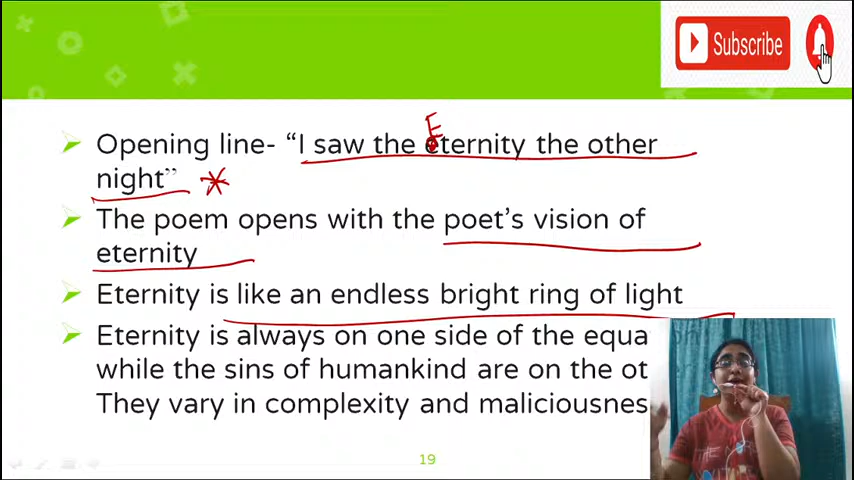 Subscribe
E
Opening line- “I saw the eternity the other
night”
The poem opens with the poet’s vision of
eternity
Eternity is like an endless bright ring of light
Eternity is always on one side of the equa
while the sins of humankind are on the ot
They vary in complexity and maliciousnes
19